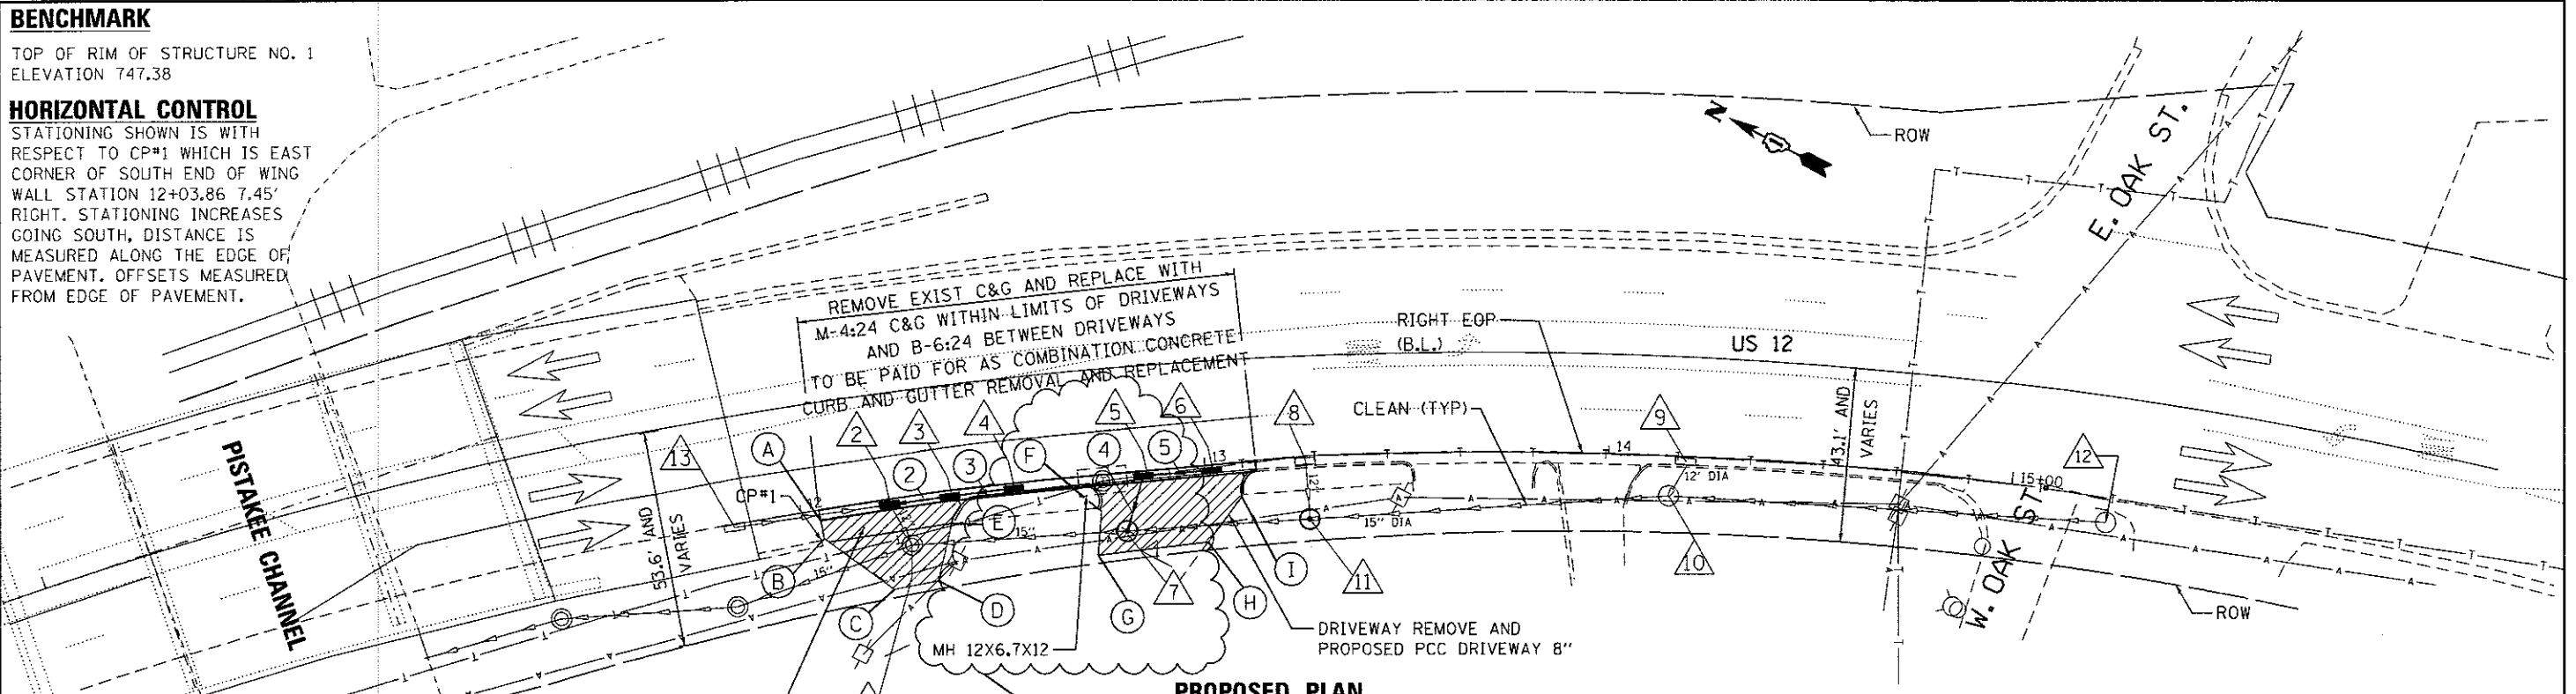 BENCHMARK
TOP OF RIM OF STRUCTURE NO. 1
ELEVATION 747.38
HORIZONTAL CONTROL
STATIONING SHOWN IS WITH
RESPECT TO CP#1 WHICH IS EAST
CORNER OF SOUTH END OF WING
WALL STATION 12+03.86 7.45'
RIGHT. STATIONING INCREASES
GOING SOUTH, DISTANCE IS
MEASURED ALONG THE EDGE OF
PAVEMENT. OFFSETS MEASURED
FROM EDGE OF PAVEMENT.
N
ROW
E. OAK ST.
REMOVE EXIST C&G AND REPLACE WITH
M-4:24 C&G WITHIN LIMITS OF DRIVEWAYS
AND B-6:24 BETWEEN DRIVEWAYS
TO BE PAID FOR AS COMBINATION CONCRETE
CURB AND GUTTER REMOVAL AND REPLACEMENT
RIGHT EOP
(B.L.)
US 12
CLEAN (TYP)
43.1' AND
VARIES
53.6' AND
VARIES
PISTAKEE CHANNEL
13
A
2
3
4
5
6
8
9
12
2
3
F
4
5
CP#1
12
13
14
15+00
12'
12' DIA
15" DIA
15"
15"
E
B
C
D
G
7
H
I
11
10
W. OAK ST.
ROW
MH 12X6.7X12
DRIVEWAY REMOVE AND
PROPOSED PCC DRIVEWAY 8"
PROPOSED PLAN